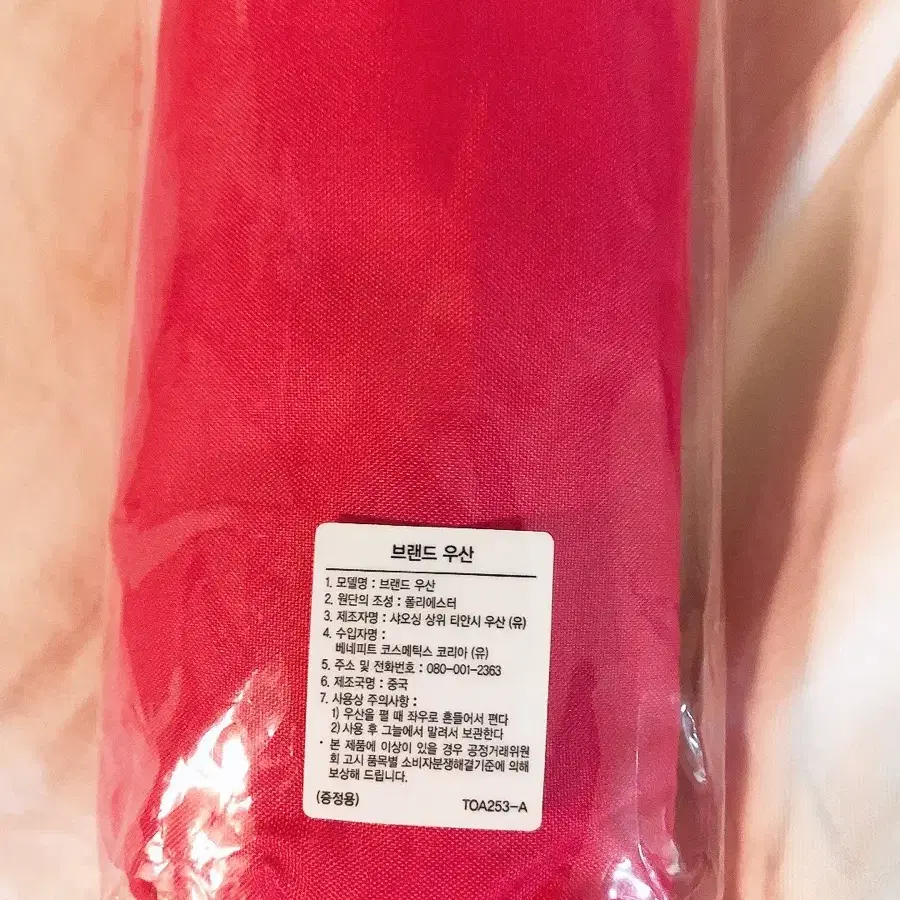 브랜드 우산
1. 모델명 : 브랜드 우산
2. 원단의 조성 : 폴리에스터
3. 제조자명 : 샤오싱 상위 티안시 우산 (유)
4. 수입자명 :
베네피트 코스메틱스 코리아 (유)
5. 주소 및 전화번호 : 080-001-2363
6. 제조국명 : 중국
7. 사용상 주의사항 :
1) 우산을 펼 때 좌우로 흔들어서 편다
2) 사용 후 그늘에서 말려서 보관한다
· 본 제품에 이상이 있을 경우 공정거래위원
회 고시 품목별 소비자분쟁해결기준에 의해
보상해 드립니다.
(증정용) TOA253-A